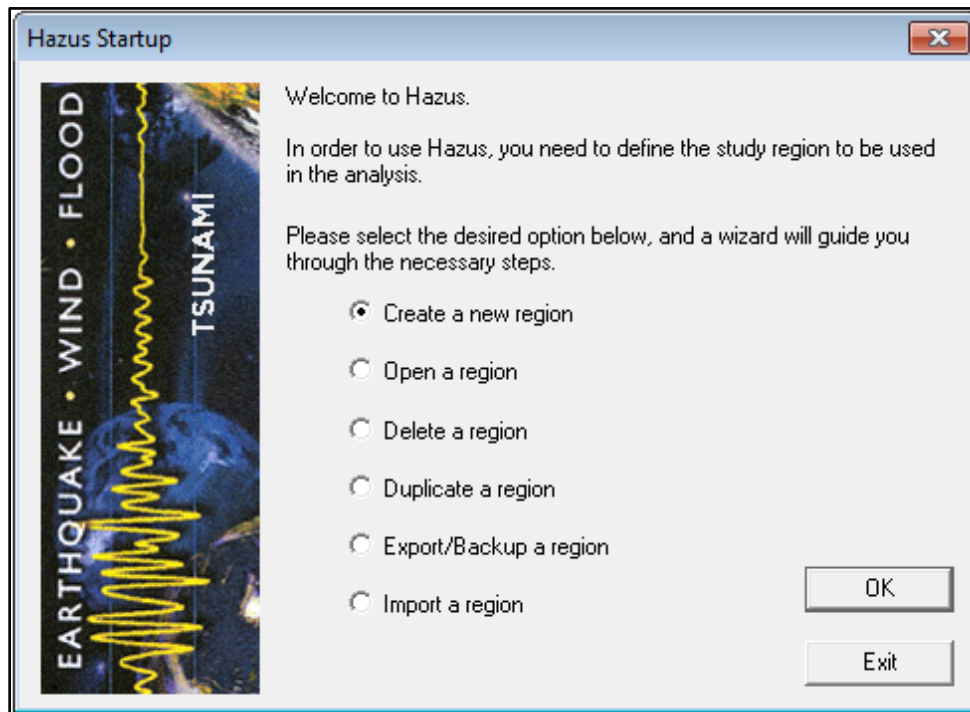 Hazus Startup
EARTHQUAKE • WIND • FLOOD
TSUNAMI
Welcome to Hazus.
In order to use Hazus, you need to define the study region to be used
in the analysis.
Please select the desired option below, and a wizard will guide you
through the necessary steps.
Create a new region
Open a region
Delete a region
Duplicate a region
Export/Backup a region
Import a region
OK
Exit